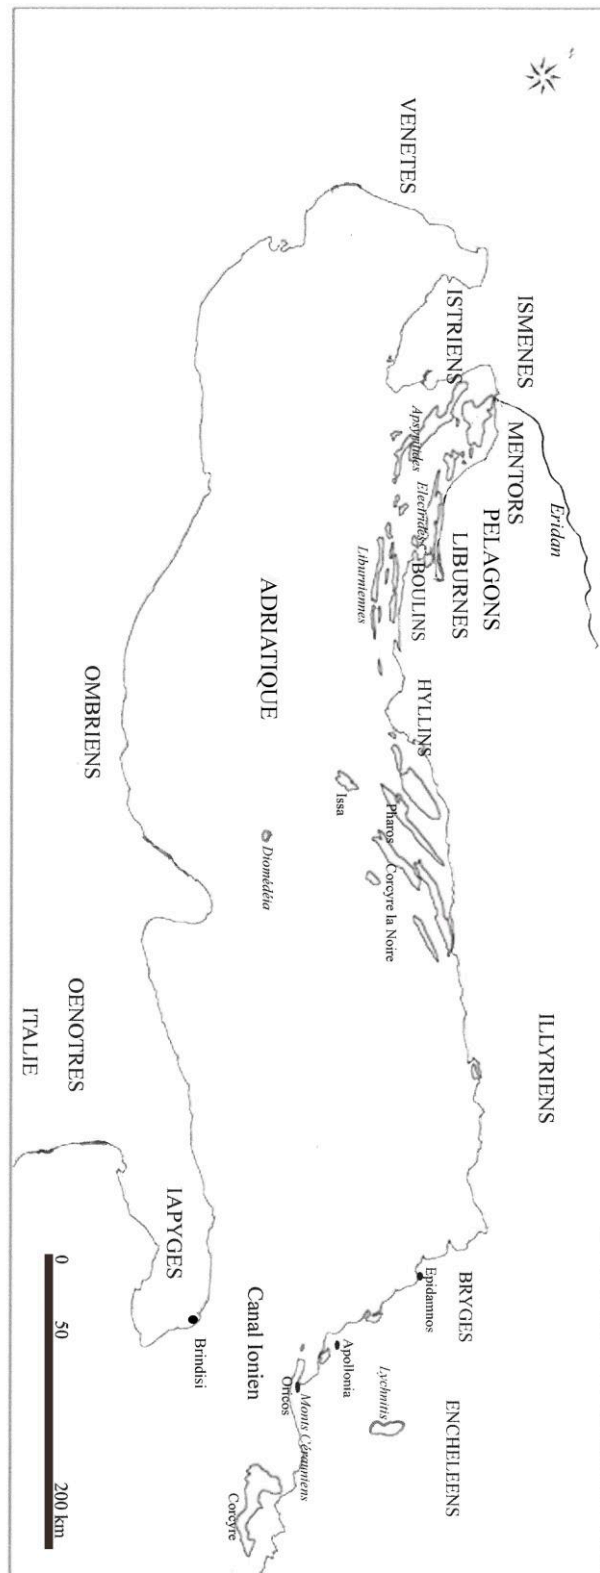 VENETES
ISTRIENS
ISMENES
MENTORS
PELAGONS
LIBURNES
BOULINS
Eridan
Apsyrtides
Electrides
Liburniennes
ADRIATIQUE
HYLLINS
OMBRIENS
Issa
Pharos
Corcyre la Noire
Diomédéia
ILLYRIENS
OENOTRES
ITALIE
IAPYGES
Brindisi
Canal Ionien
BRYGES
Epidamnos
Apollonia
ENCHELEENS
Lychnitis
Oricos
Monts Cérauniens
Corcyre
0
50
200 km